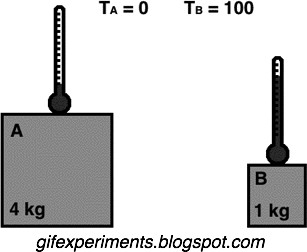 TA = 0 TB = 100
A
B
4 kg
1 kg
gifexperiments.blogspot.com